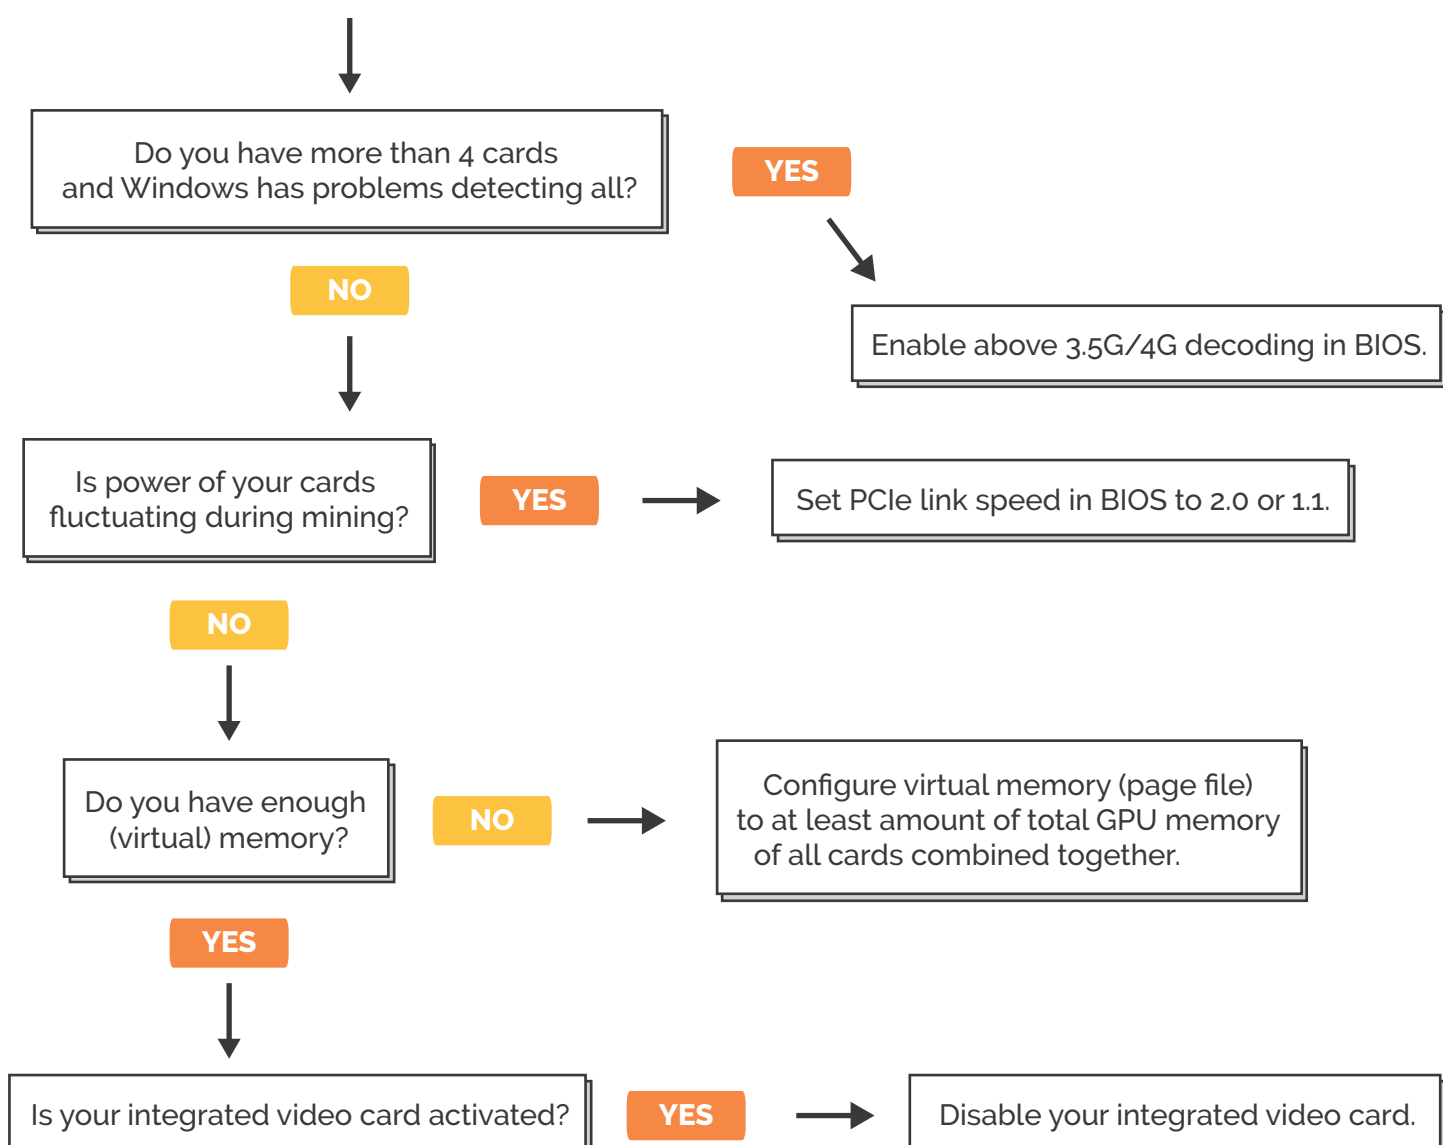 Do you have more than 4 cards
and Windows has problems detecting all?
YES
NO
Enable above 3.5G/4G decoding in BIOS.
Is power of your cards
fluctuating during mining?
YES
Set PCIe link speed in BIOS to 2.0 or 1.1.
NO
Do you have enough
(virtual) memory?
NO
Configure virtual memory (page file)
to at least amount of total GPU memory
of all cards combined together.
YES
Is your integrated video card activated?
YES
Disable your integrated video card.